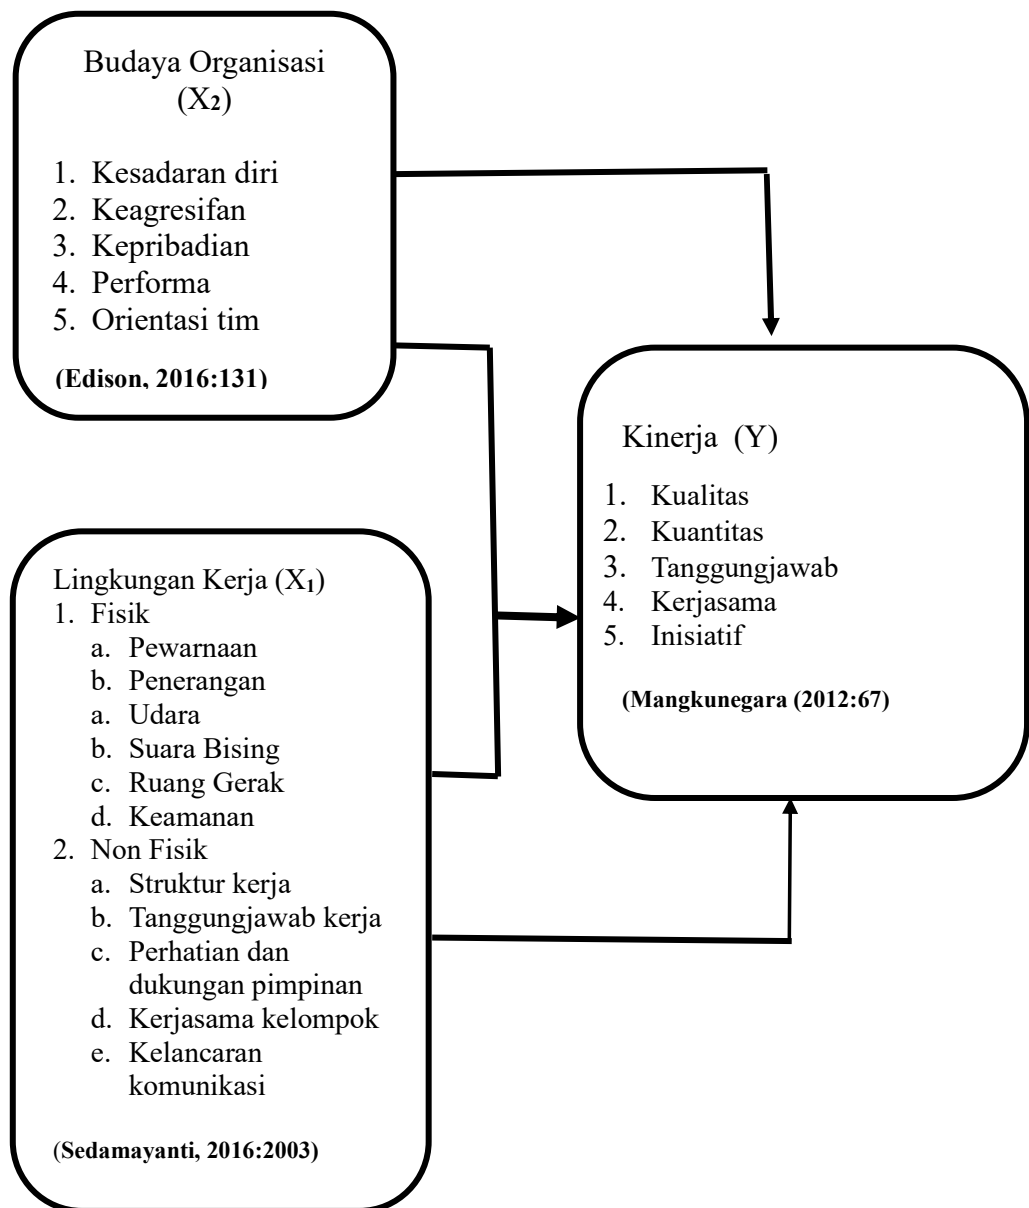 Budaya Organisasi
(X₂)
1. Kesadaran diri
2. Keagresifan
3. Kepribadian
4. Performa
5. Orientasi tim
(Edison, 2016:131)
Kinerja (Y)
1. Kualitas
2. Kuantitas
3. Tanggungjawab
4. Kerjasama
5. Inisiatif
(Mangkunegara (2012:67)
Lingkungan Kerja (X₁)
1. Fisik
a. Pewarnaan
b. Penerangan
a. Udara
b. Suara Bising
c. Ruang Gerak
d. Keamanan
2. Non Fisik
a. Struktur kerja
b. Tanggungjawab kerja
c. Perhatian dan
dukungan pimpinan
d. Kerjasama kelompok
e. Kelancaran
komunikasi
(Sedamayanti, 2016:2003)